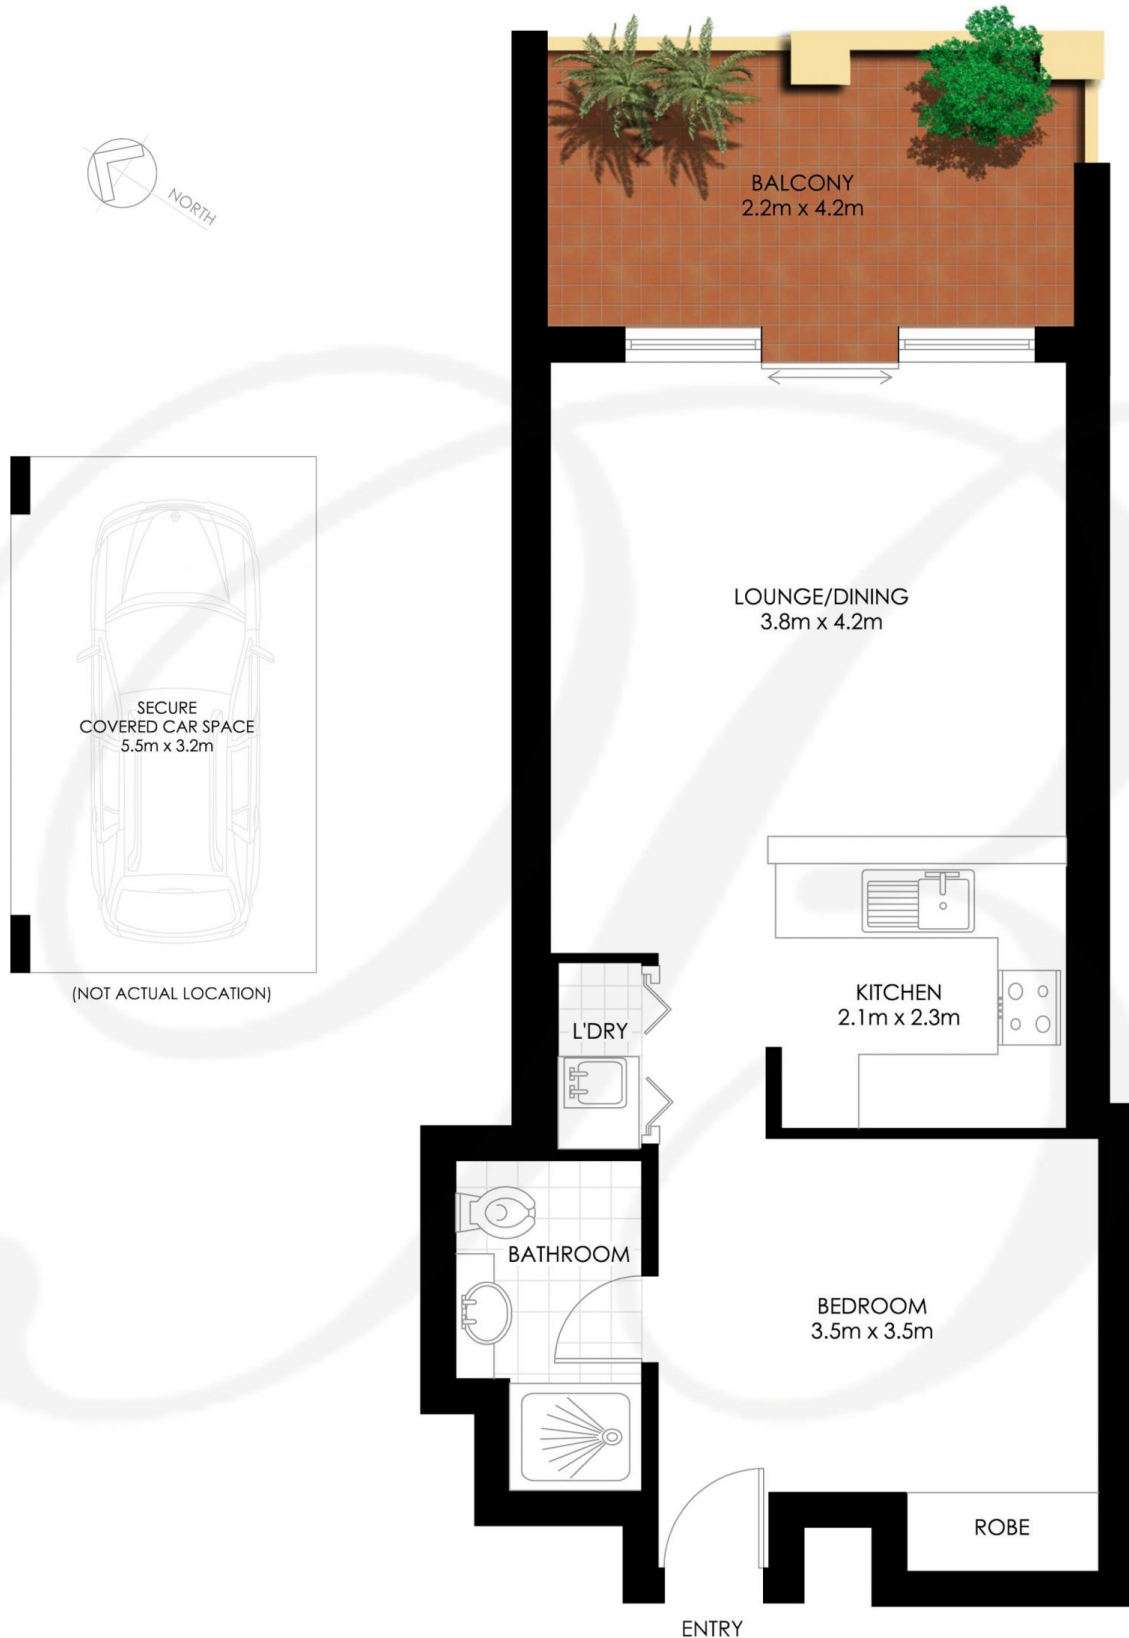 NORTH
BALCONY
2.2m x 4.2m
LOUNGE/DINING
3.8m x 4.2m
SECURE
COVERED CAR SPACE
5.5m x 3.2m
(NOT ACTUAL LOCATION)
KITCHEN
2.1m x 2.3m
L'DRY
BATHROOM
BEDROOM
3.5m x 3.5m
ROBE
ENTRY